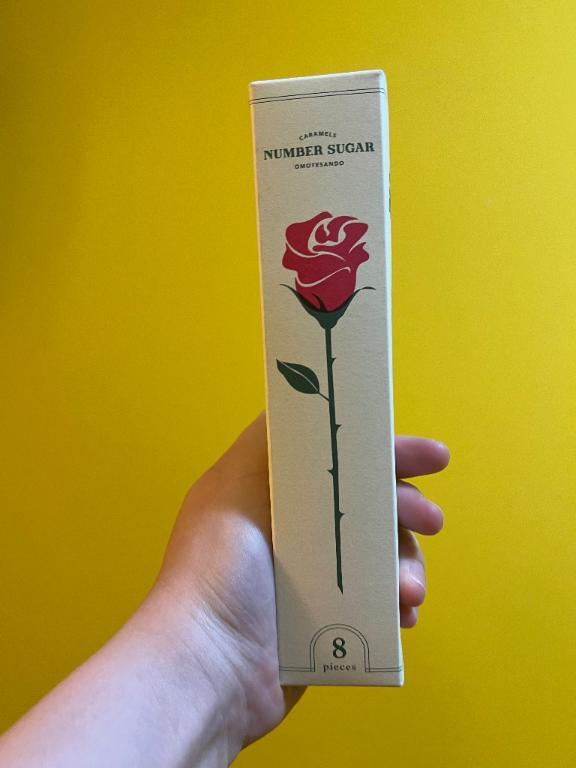 CARAMELS
NUMBER SUGAR
OMOTESANDO
8
pieces